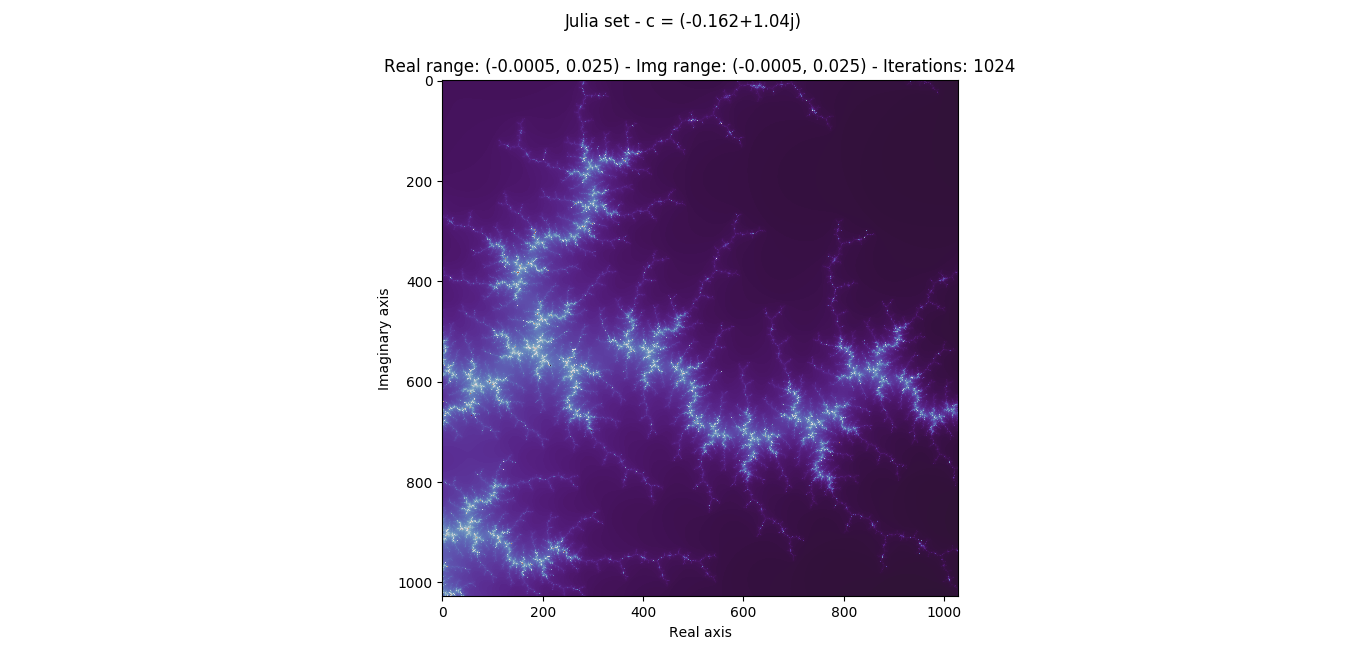 Julia set - c = (-0.162+1.04j)
Real range: (-0.0005, 0.025) - Img range: (-0.0005, 0.025) - Iterations: 1024
0
200
400
600
800
1000
Imaginary axis
0 200 400 600 800 1000
Real axis